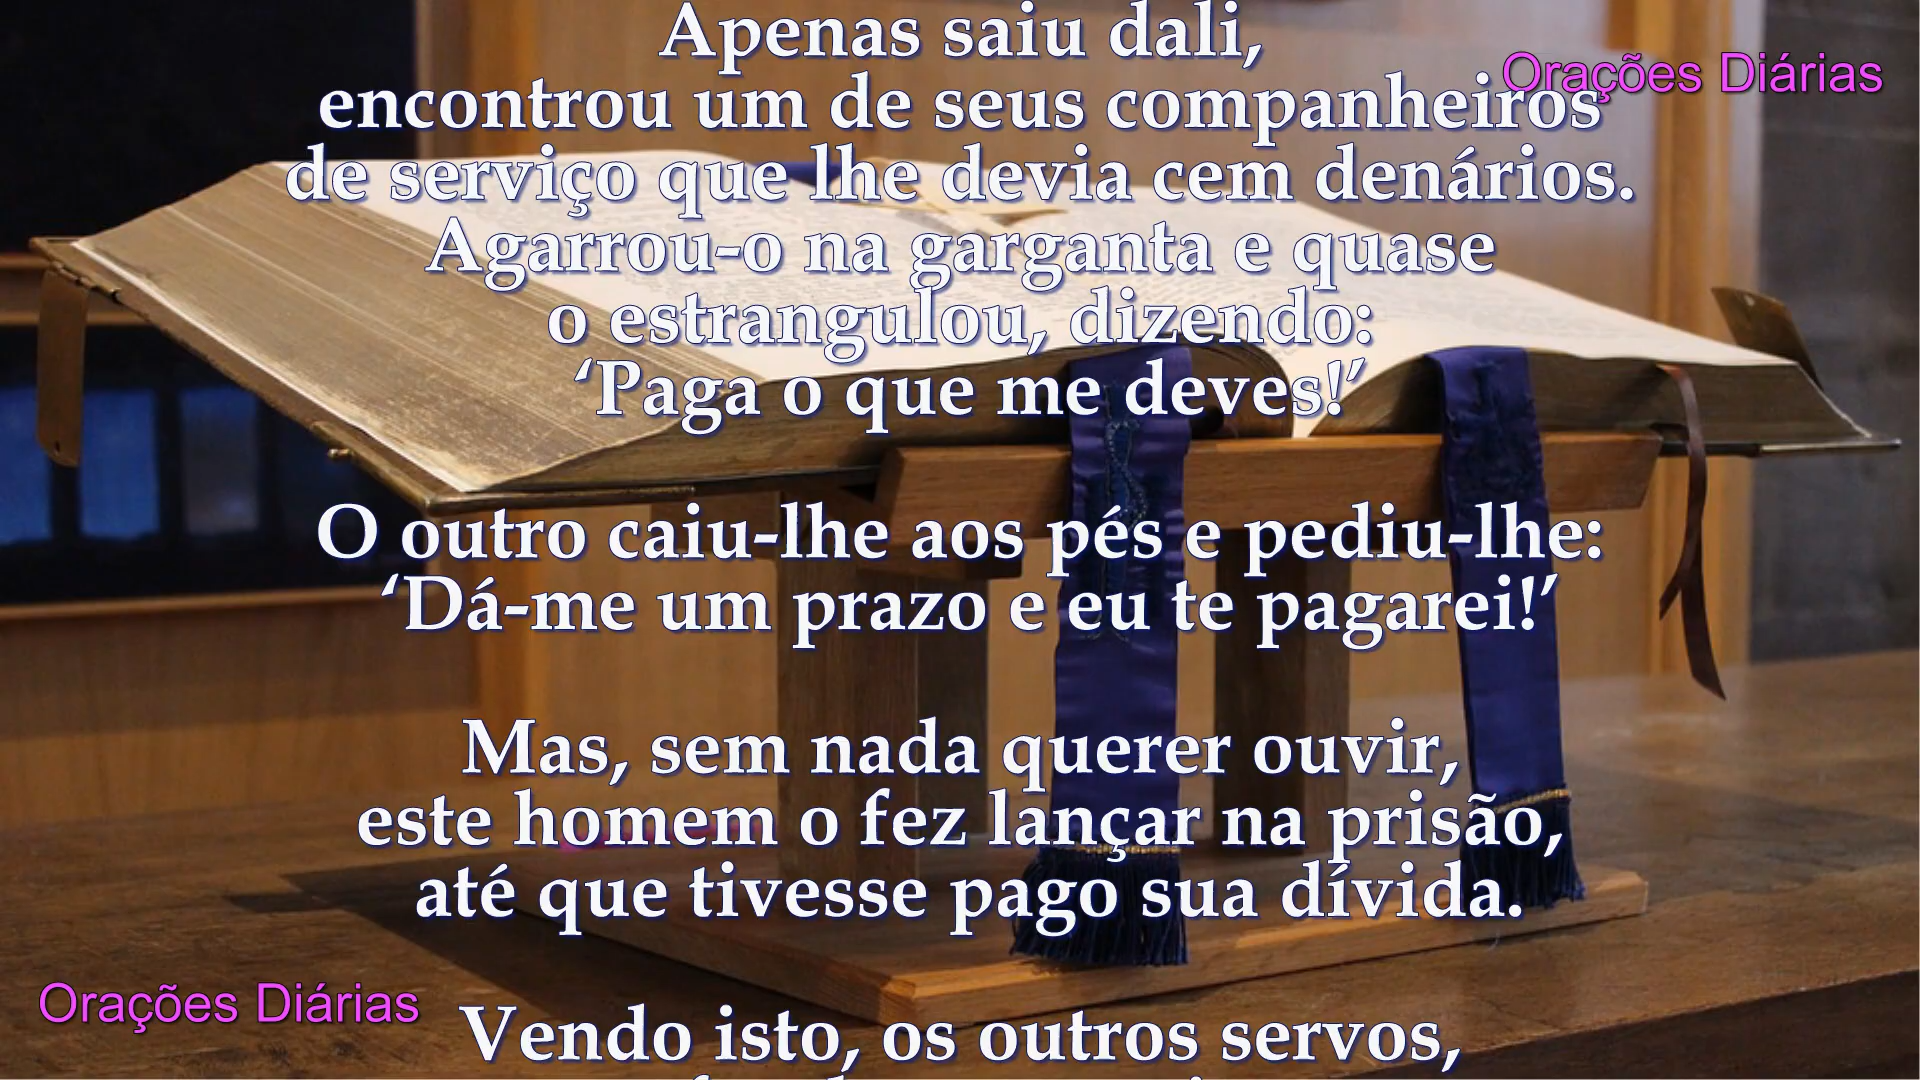 Apenas saiu dali,
Orações Diárias
encontrou um de seus companheiros
de serviço que lhe devia cem denários.
Agarrou-o na garganta e quase
o estrangulou, dizendo:
‘Paga o que me deves!’
O outro caiu-lhe aos pés e pediu-lhe:
‘Dá-me um prazo e eu te pagarei!’
Mas, sem nada querer ouvir,
este homem o fez lançar na prisão,
até que tivesse pago sua dívida.
Orações Diárias
Vendo isto, os outros servos,